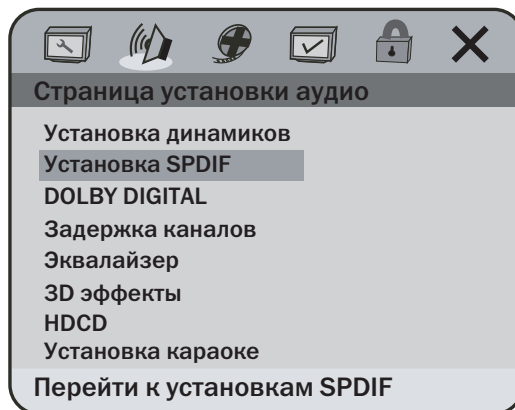 Страница установки аудио
Установка динамиков
Установка SPDIF
DOLBY DIGITAL
Задержка каналов
Эквалайзер
3D эффекты
HDCD
Установка караоке
Перейти к установкам SPDIF